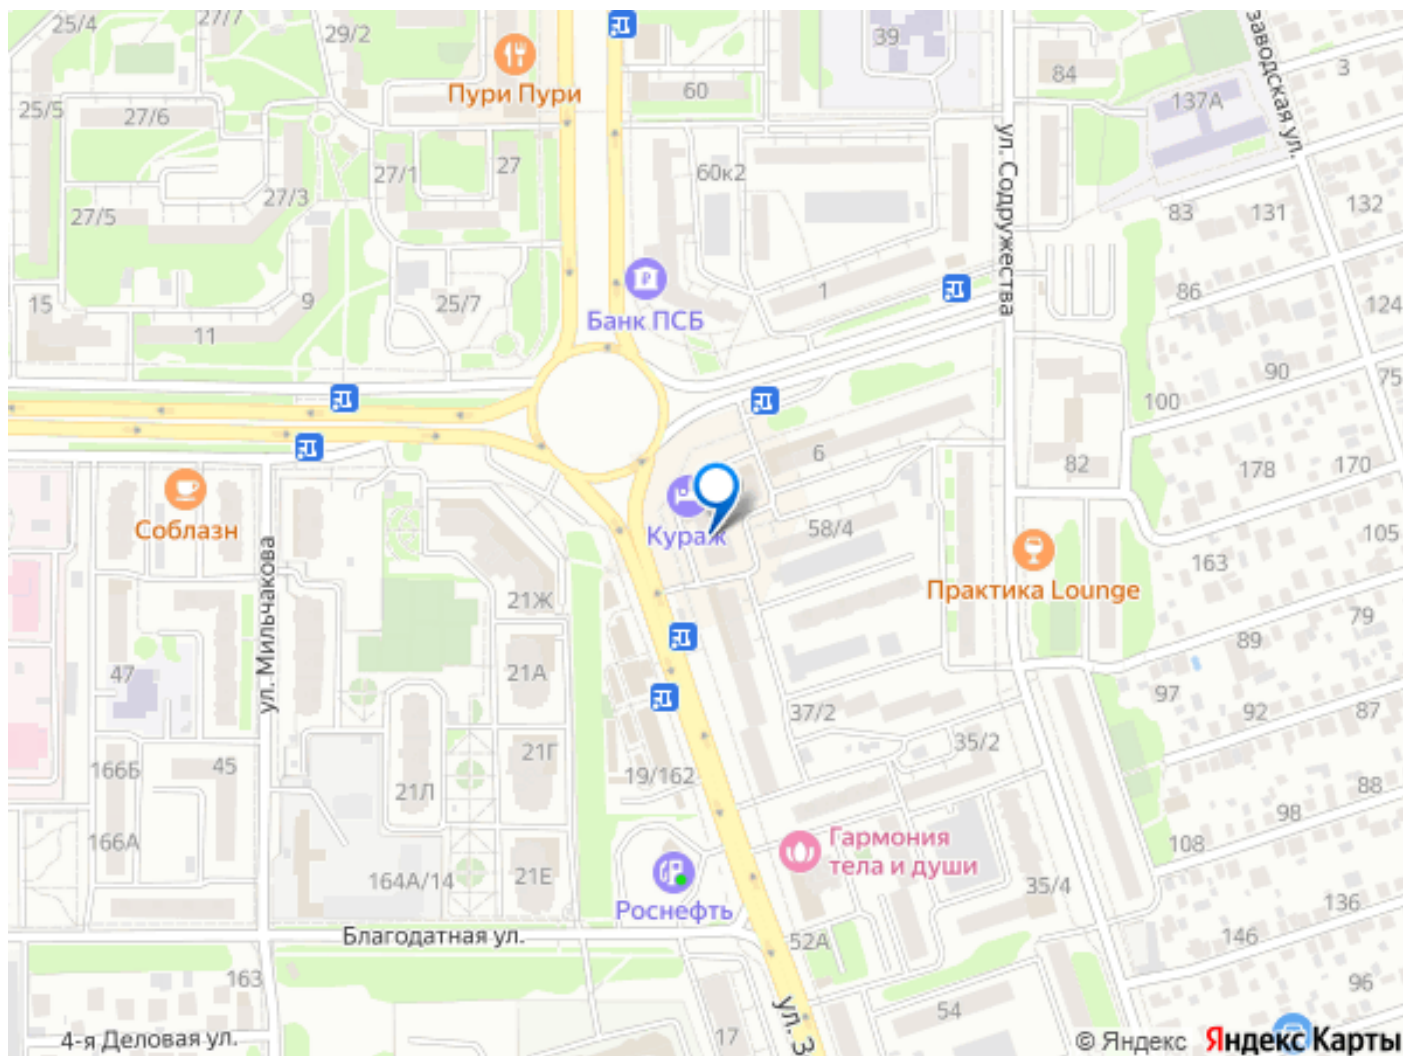 25/4
27/7
29/2
39
заводская ул.
3
84
Пури Пури
60
137А
25/5
27/6
ул. Содружества
27/1
27
60к2
27/3
27/5
83
131
132
9
15
11
25/7
1
86
124
Банк ПСБ
90
75
100
6
82
178
170
Соблазн
Кураж
58/4
105
163
ул. Мильчакова
21Ж
Практика Lounge
79
89
47
21А
97
92
87
37/2
35/2
21Г
166Б
45
19/162
21Л
88
98
166А
108
Гармония
тела и души
164А/14
21Е
35/4
Роснефть
136
Благодатная ул.
52А
146
163
96
ул. З
54
17
4-я Деловая ул.
© Яндекс Яндекс Карты